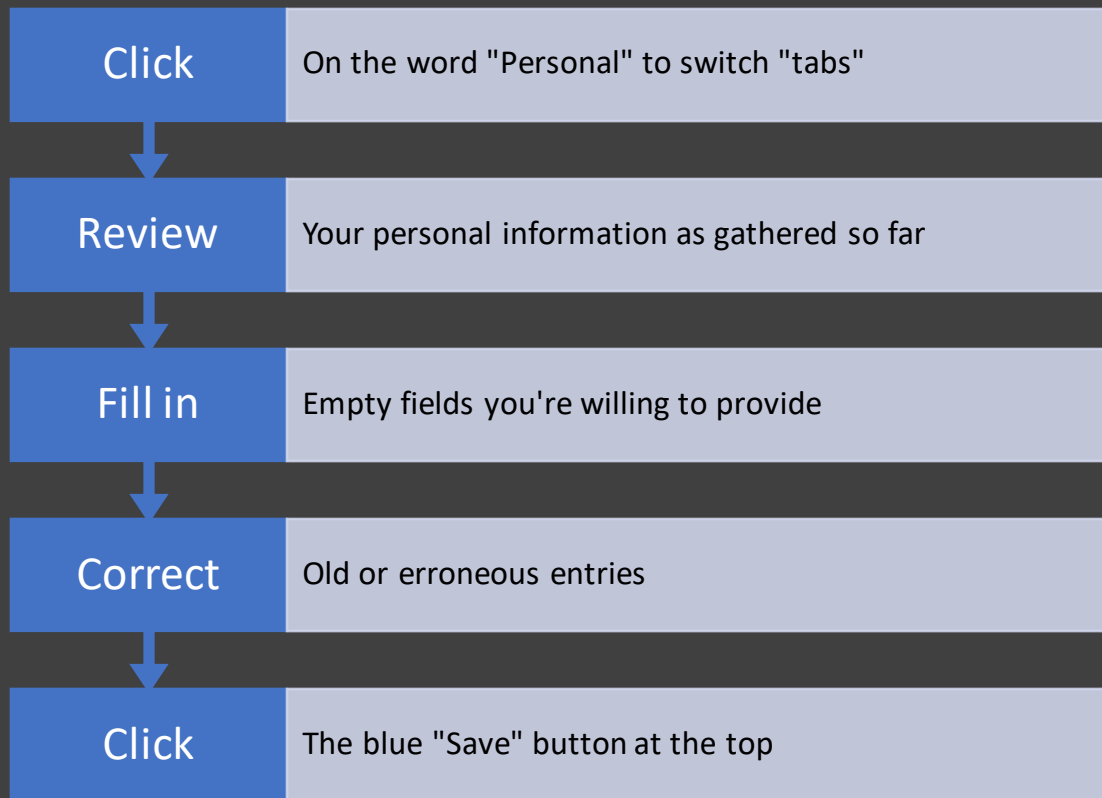 Click
On the word "Personal" to switch "tabs"
Review
Your personal information as gathered so far
Fill in
Empty fields you're willing to provide
Correct
Old or erroneous entries
Click
The blue "Save" button at the top